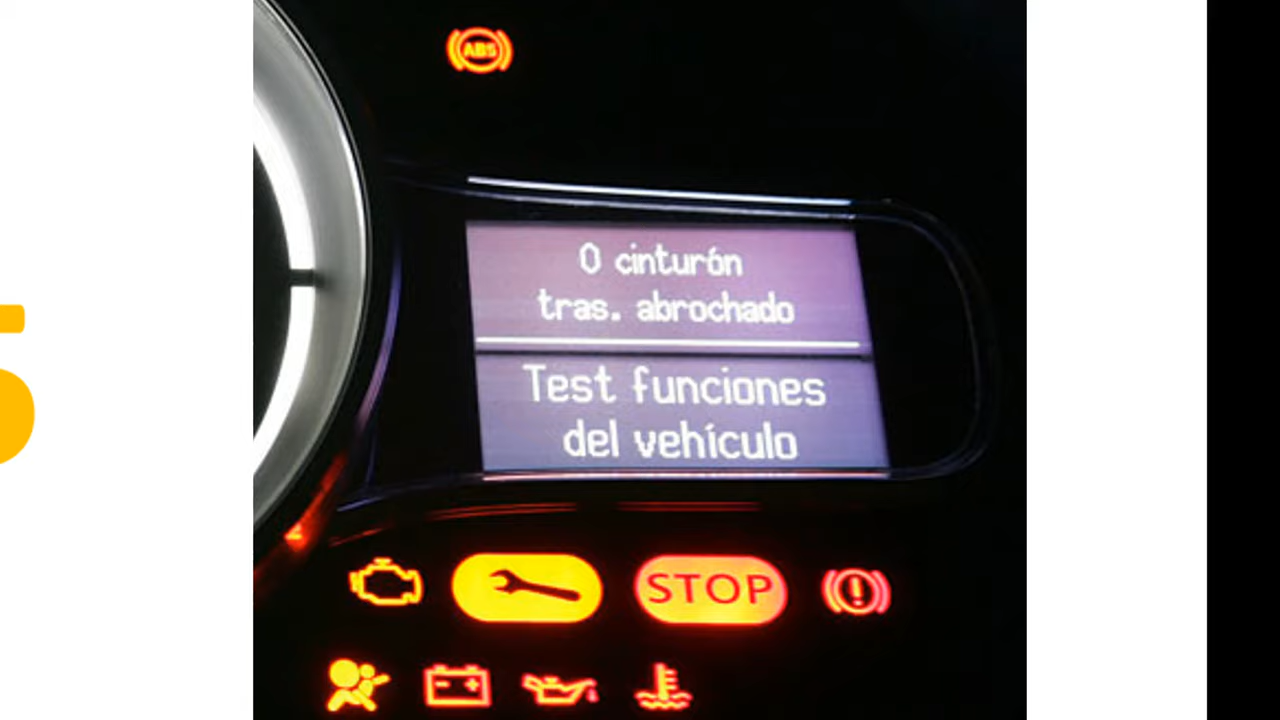 ABS
0 cinturón
tras. abrochado
Test funciones
del vehículo
STOP